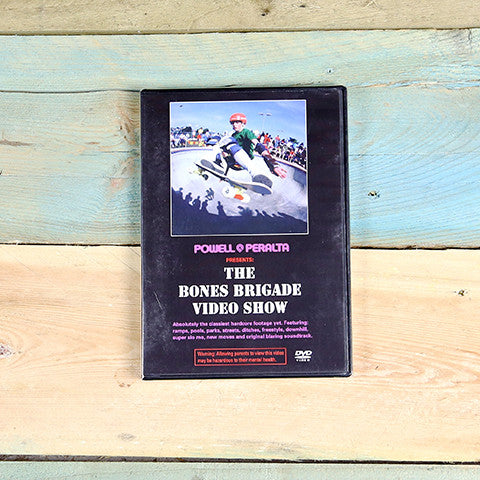 POWELL PERALTA
PRESENTS:
THE
BONES BRIGADE
VIDEO SHOW
Absolutely the classiest hardcore footage yet. Featuring:
ramps, pools, parks, streets, ditches, freestyle, downhill,
super slo mo, new moves and original blaring soundtrack.
Warning: Allowing parents to view this video
may be hazardous to their mental health.
DVD
VIDEO